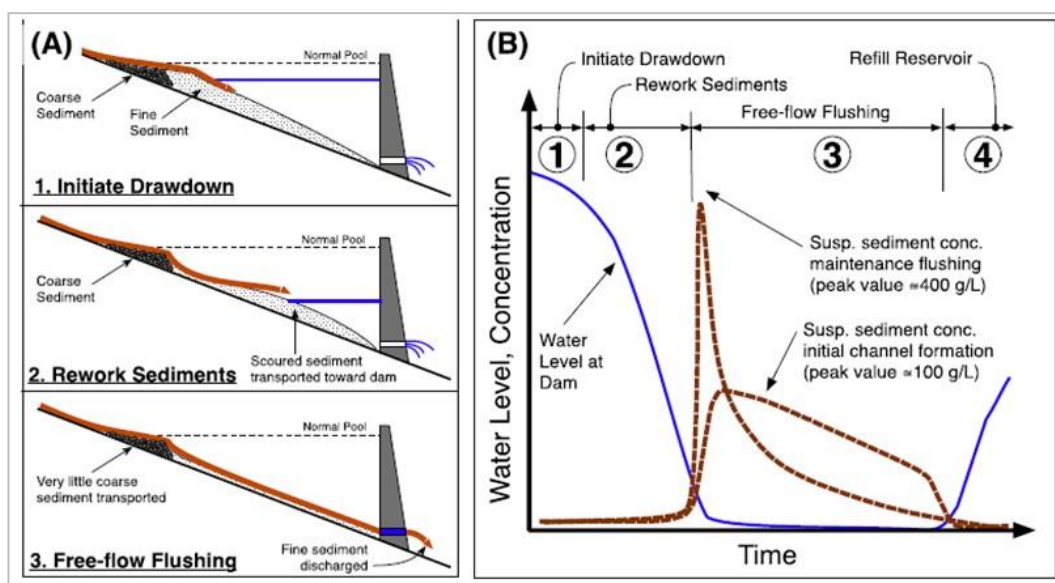 (A)
Normal Pool
Coarse
Sediment
Fine
Sediment
1. Initiate Drawdown
Normal Pool
Coarse
Sediment
Scoured sediment
transported toward dam
2. Rework Sediments
Normal Pool
Very little coarse
sediment transported
Fine sediment
discharged
3. Free-flow Flushing
(B)
Initiate Drawdown
Refill Reservoir
Rework Sediments
Free-flow Flushing
1 2 3 4
Susp. sediment conc.
maintenance flushing
(peak value ≃400 g/L)
Water
Level at
Dam
Susp. sediment conc.
initial channel formation
(peak value ≃100 g/L)
Water Level, Concentration
Time